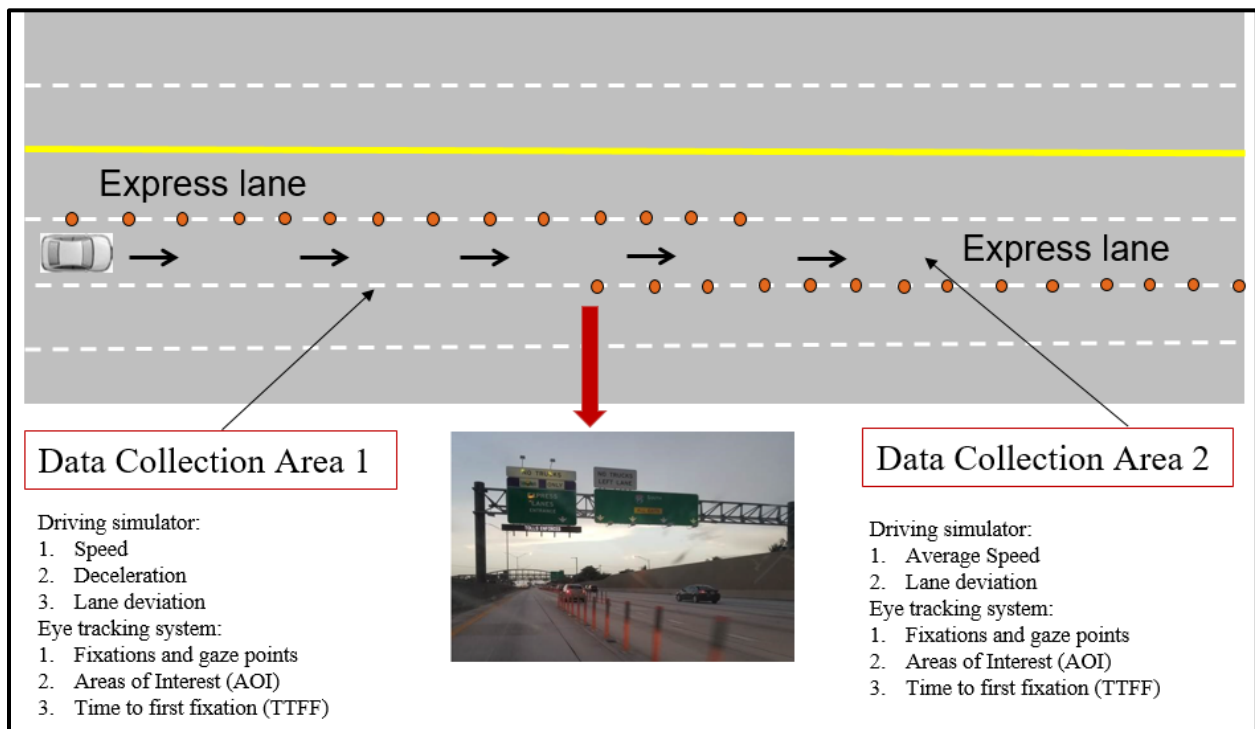 Express lane
Express lane
Data Collection Area 1
Driving simulator:
1. Speed
2. Deceleration
3. Lane deviation
Eye tracking system:
1. Fixations and gaze points
2. Areas of Interest (AOI)
3. Time to first fixation (TTFF)
NO TRUCKS
ONLY
EXPRESS
LANES
ENTRANCE
NO TRUCKS
LEFT LANE
SOUTH
Data Collection Area 2
Driving simulator:
1. Average Speed
2. Lane deviation
Eye tracking system:
1. Fixations and gaze points
2. Areas of Interest (AOI)
3. Time to first fixation (TTFF)